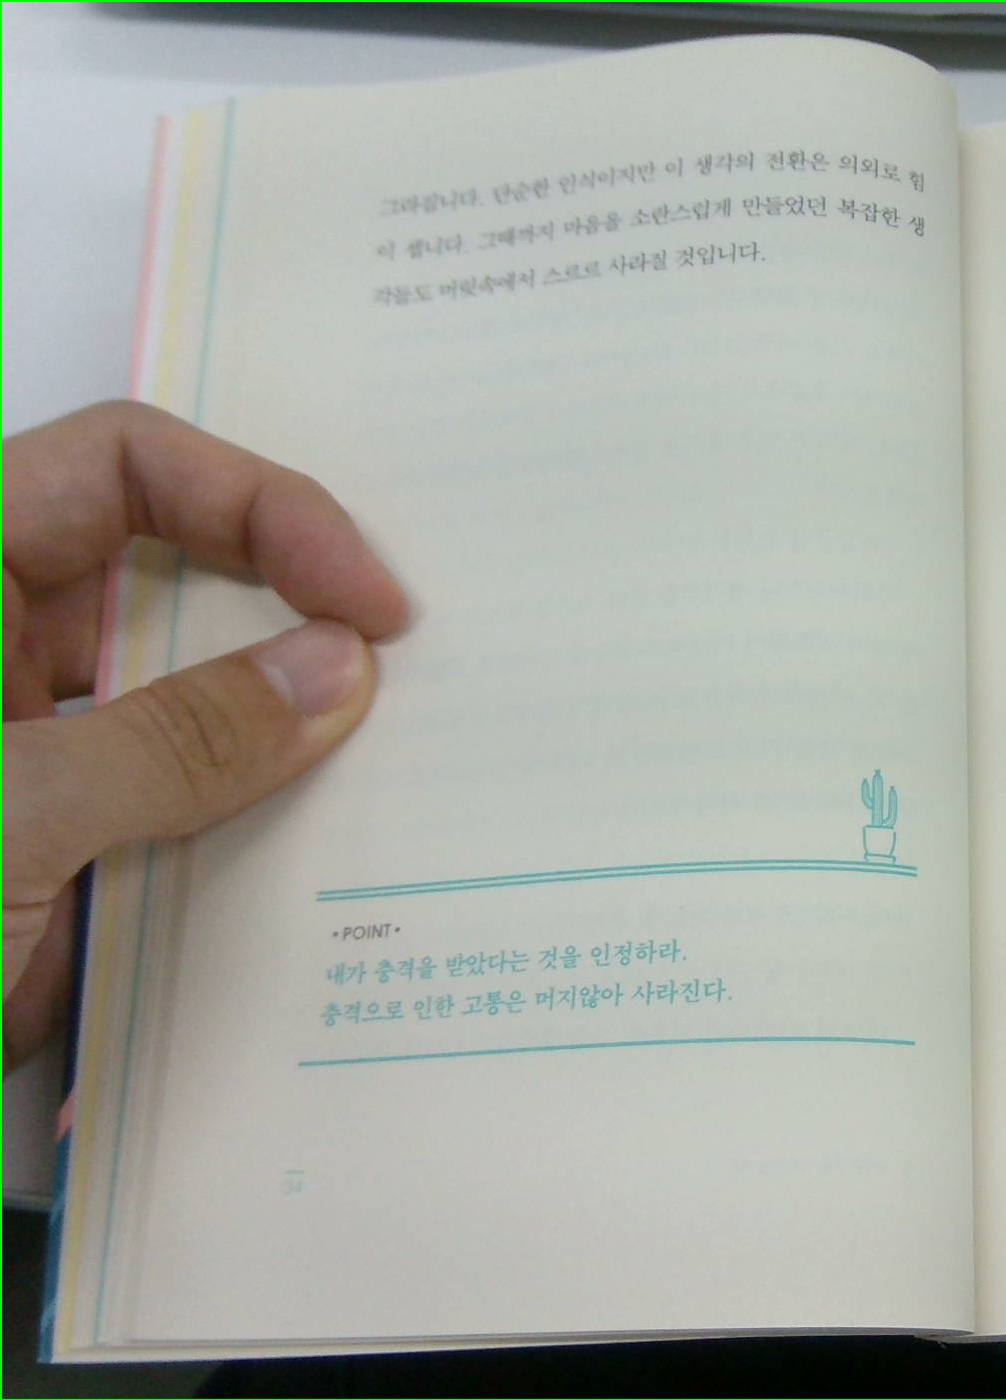 그라집니다. 단순한 인식이지만 이 생각의 전환은 의외로 힘
이 셉니다. 그때까지 마음을 소란스럽게 만들었던 복잡한 생
각들도 머릿속에서 스르르 사라질 것입니다.
•POINT•
내가 충격을 받았다는 것을 인정하라.
충격으로 인한 고통은 머지않아 사라진다.
34